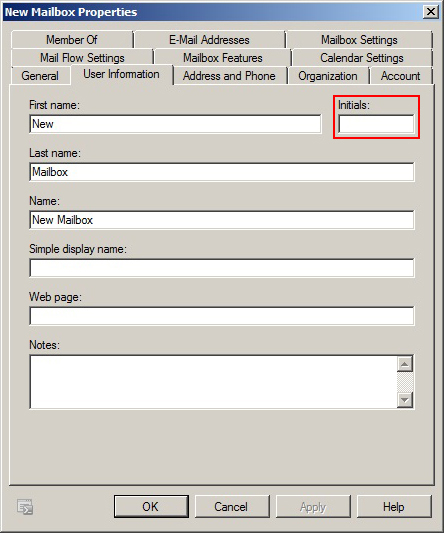 New Mailbox Properties
Member Of E-Mail Addresses Mailbox Settings
Mail Flow Settings Mailbox Features Calendar Settings
General User Information Address and Phone Organization Account
First name: Initials:
New
Last name:
Mailbox
Name:
New Mailbox
Simple display name:
Web page:
Notes:
OK Cancel Apply Help